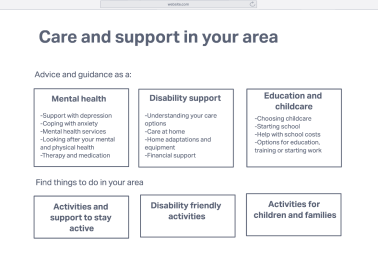 website.com
Care and support in your area
Advice and guidance as a:
Mental health
-Support with depression
-Coping with anxiety
-Mental health services
-Looking after your mental
and physical health
-Therapy and medication
Disability support
-Understanding your care
options
-Care at home
-Home adaptations and
equipment
-Financial support
Education and
childcare
-Choosing childcare
-Starting school
-Help with school costs
-Options for education,
training or starting work
Find things to do in your area
Activities and
support to stay
active
Disability friendly
activities
Activities for
children and families